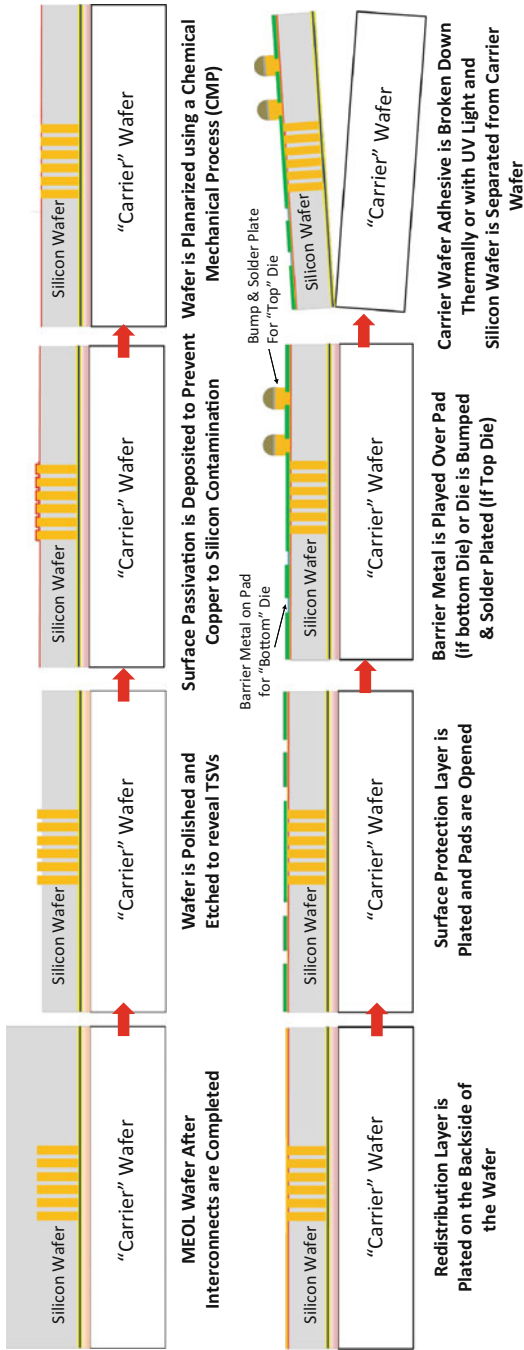 Silicon Wafer
“Carrier” Wafer
MEOL Wafer After
Interconnects are Completed
Silicon Wafer
“Carrier” Wafer
Wafer is Polished and
Etched to reveal TSVs
Silicon Wafer
“Carrier” Wafer
Surface Passivation is Deposited to Prevent
Copper to Silicon Contamination
Silicon Wafer
“Carrier” Wafer
Wafer is Planarized using a Chemical
Mechanical Process (CMP)
Silicon Wafer
“Carrier” Wafer
Redistribution Layer is
Plated on the Backside of
the Wafer
Silicon Wafer
“Carrier” Wafer
Surface Protection Layer is
Plated and Pads are Opened
Barrier Metal on Pad
for “Bottom” Die
Bump & Solder Plate
For “Top” Die
Silicon Wafer
“Carrier” Wafer
Barrier Metal is Played Over Pad
(if bottom Die) or Die is Bumped
& Solder Plated (If Top Die)
Silicon Wafer
“Carrier” Wafer
Carrier Wafer Adhesive is Broken Down
Thermally or with UV Light and
Silicon Wafer is Separated from Carrier
Wafer